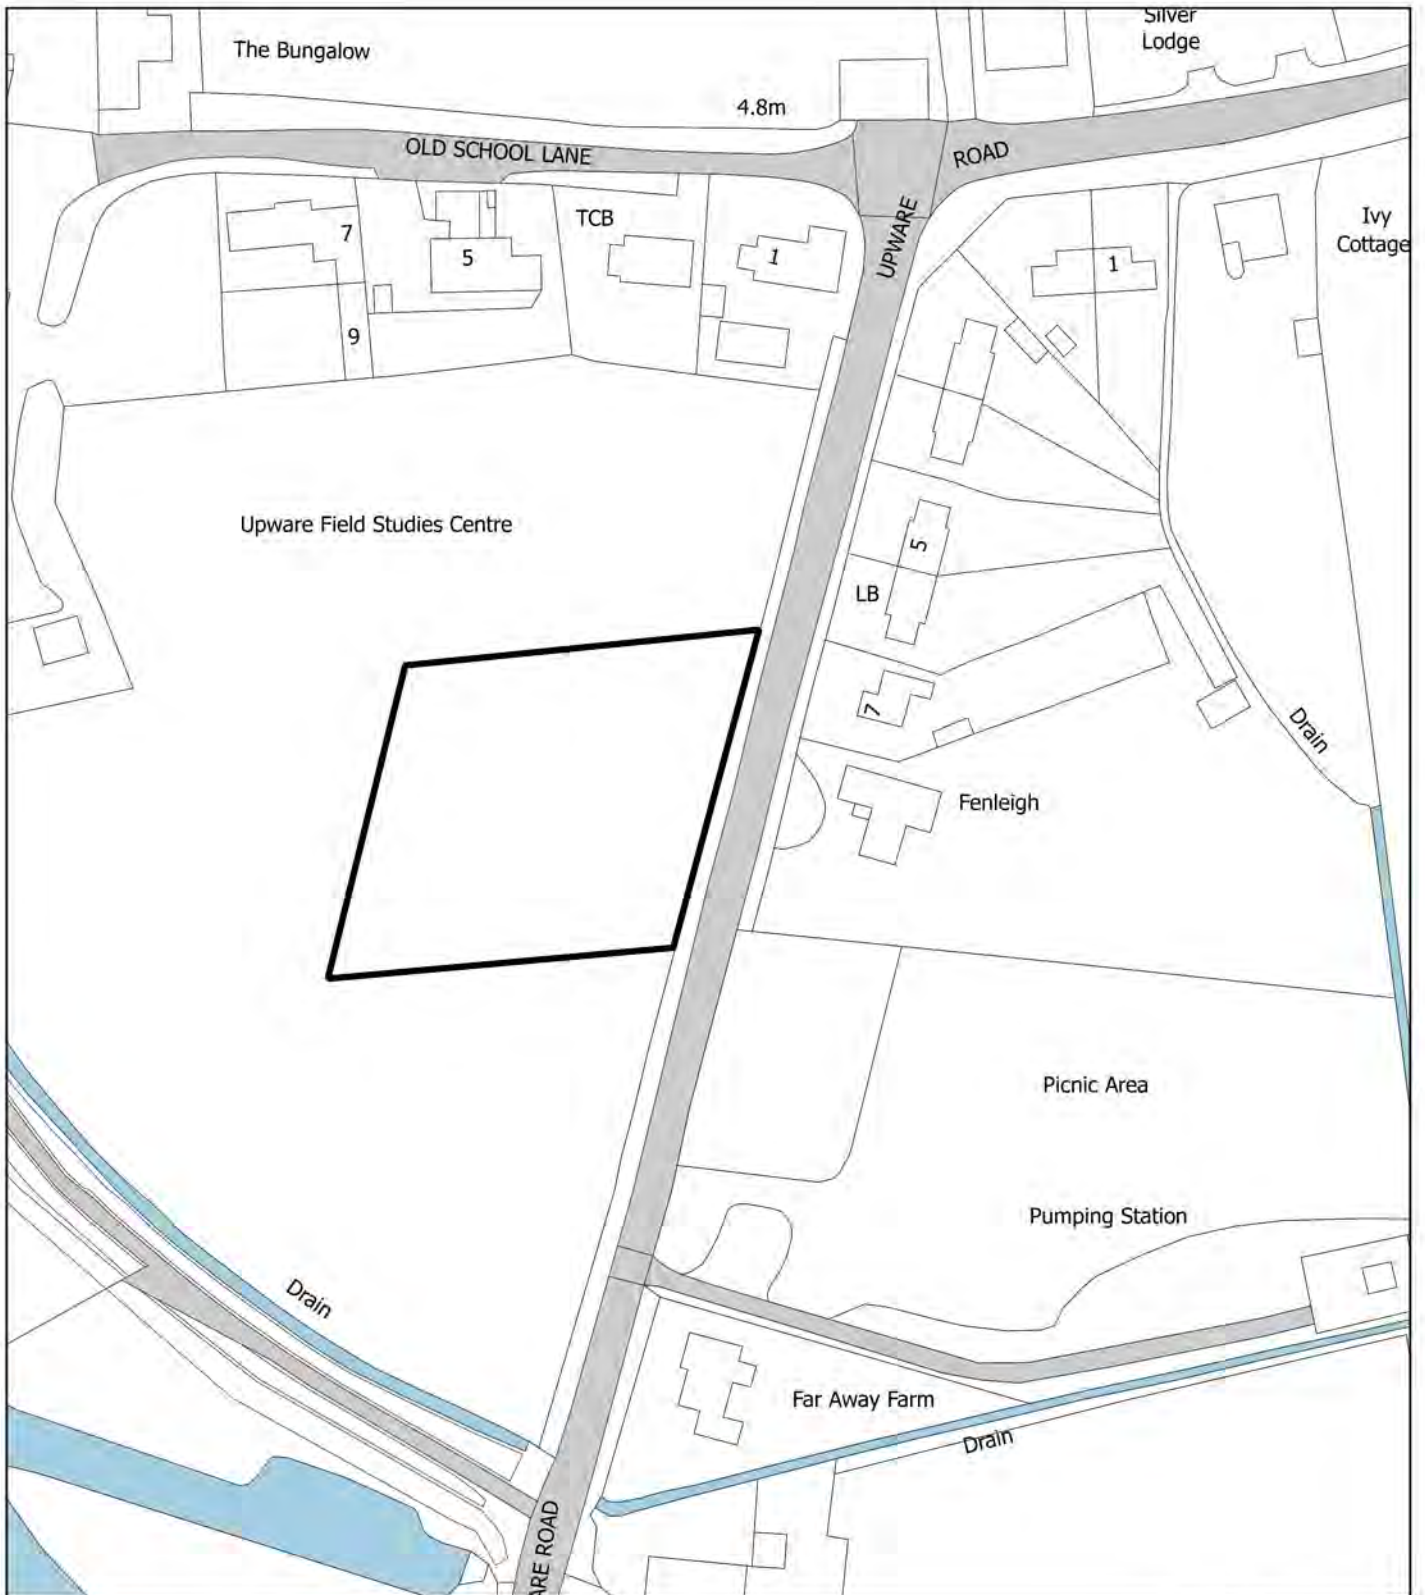 Silver
Lodge
The Bungalow
4.8m
OLD SCHOOL LANE
ROAD
UPWARE
TCB
Ivy
Cottage
7
5
1
1
9
Upware Field Studies Centre
5
LB
7
Drain
Fenleigh
Picnic Area
Pumping Station
Drain
Far Away Farm
Drain
ARE ROAD